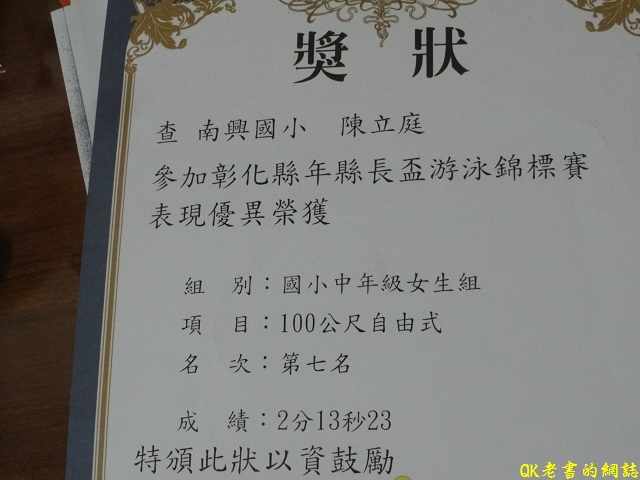 獎狀
查 南興國小 陳立庭
參加彰化縣年縣長盃游泳錦標賽
表現優異榮獲
組 別：國小中年級女生組
項 目：100公尺自由式
名 次：第七名
成 績：2分13秒23
特頒此狀以資鼓勵
QK老書的網誌